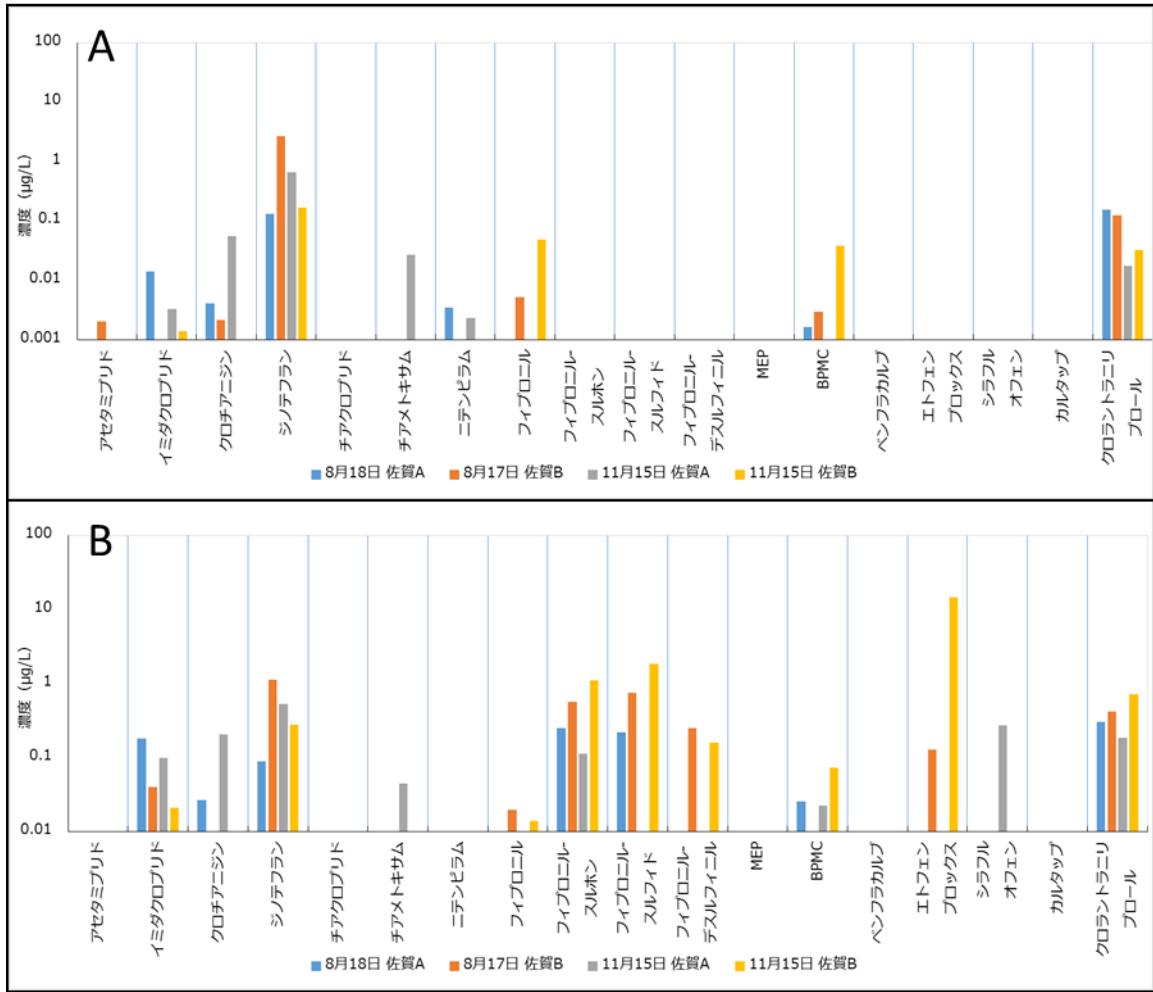 A
100
10
1
0.1
0.01
0.001
濃度 (μg/L)
アセタミプリド
イミダクロプリド
クロチアニジン
ジノテフラン
チアクロプリド
チアメトキサム
ニテンピラム
フィプロニル
フィプロニル-
スルホン
フィプロニル-
スルフィド
フィプロニル-
デスルフィニル
MEP
BPMC
ベンフラカルブ
エトフェン
プロックス
シラフル
オフェン
カルタップ
クロラントラニリ
プロール
8月18日 佐賀A 8月17日 佐賀B 11月15日 佐賀A 11月15日 佐賀B
B
100
10
1
0.1
0.01
濃度 (μg/L)
アセタミプリド
イミダクロプリド
クロチアニジン
ジノテフラン
チアクロプリド
チアメトキサム
ニテンピラム
フィプロニル
フィプロニル-
スルホン
フィプロニル-
スルフィド
フィプロニル-
デスルフィニル
MEP
BPMC
ベンフラカルブ
エトフェン
プロックス
シラフル
オフェン
カルタップ
クロラントラニリ
プロール
8月18日 佐賀A 8月17日 佐賀B 11月15日 佐賀A 11月15日 佐賀B